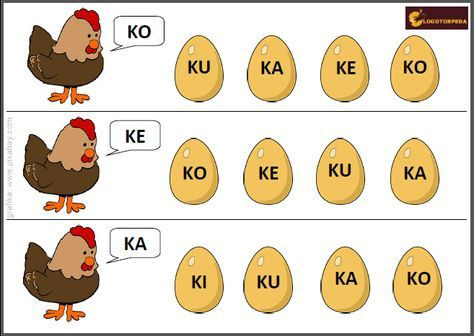 LOGOTORPEDA
KO
KU KA KE KO
KE
KO KE KU KA
KA
KI KU KA KO
grafika: www.pixabay.com